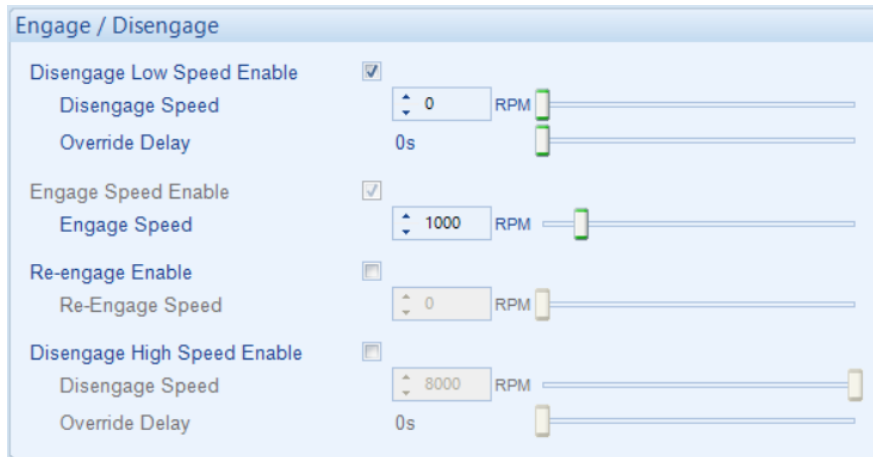 Engage / Disengage
Disengage Low Speed Enable
Disengage Speed 0 RPM
Override Delay 0s
Engage Speed Enable
Engage Speed 1000 RPM
Re-engage Enable
Re-Engage Speed 0 RPM
Disengage High Speed Enable
Disengage Speed 8000 RPM
Override Delay 0s